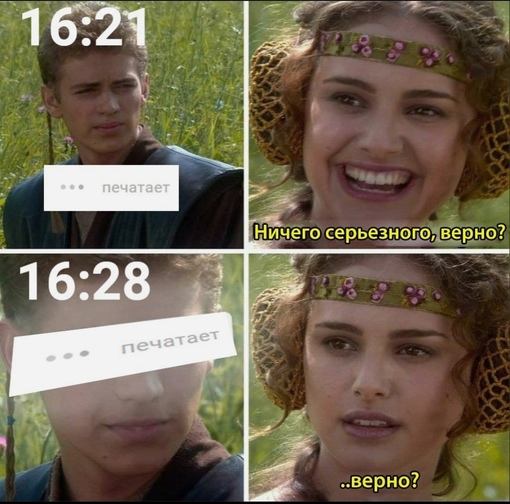 16:21
••• печатает
Ничего серьезного, верно?
16:28
••• печатает
..верно?